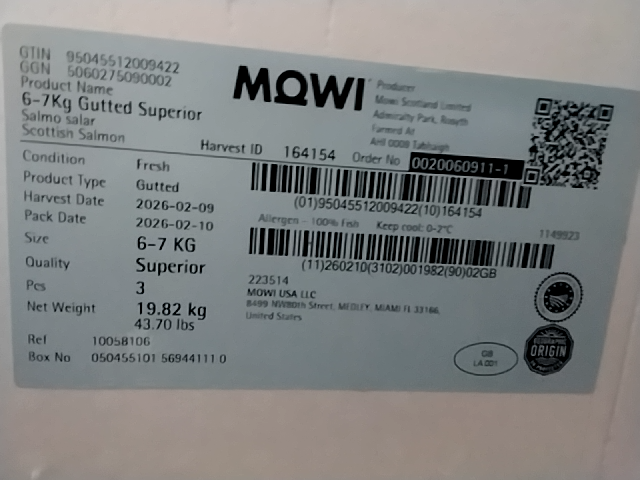 GTIN 95045512009422
GGN 5060275090002
Product Name
6-7Kg Gutted Superior
Salmo salar
Scottish Salmon
MOWI
Producer
Mowi Scotland Limited
Admiralty Park, Rosyth
Farmed At
Harvest ID 164154
Order No 0020060911-1
Condition Fresh
Product Type Gutted
Harvest Date 2026-02-09
Pack Date 2026-02-10
Size 6-7 KG
Quality Superior
Pcs 3
Net Weight 19.82 kg
43.70 lbs
Ref 10058106
Box No 050455101 56944111 0
(01)95045512009422(10)164154
Allergen - 100% Fish Keep cool: 0-2°C 1149923
(11)260210(3102)001982(90)02GB
223514
MOWI USA LLC
8499 NW80th Street, MEDLEY, MIAMI FL 33166,
United States
GB
LA 001
GEOGRAPHIC
ORIGIN